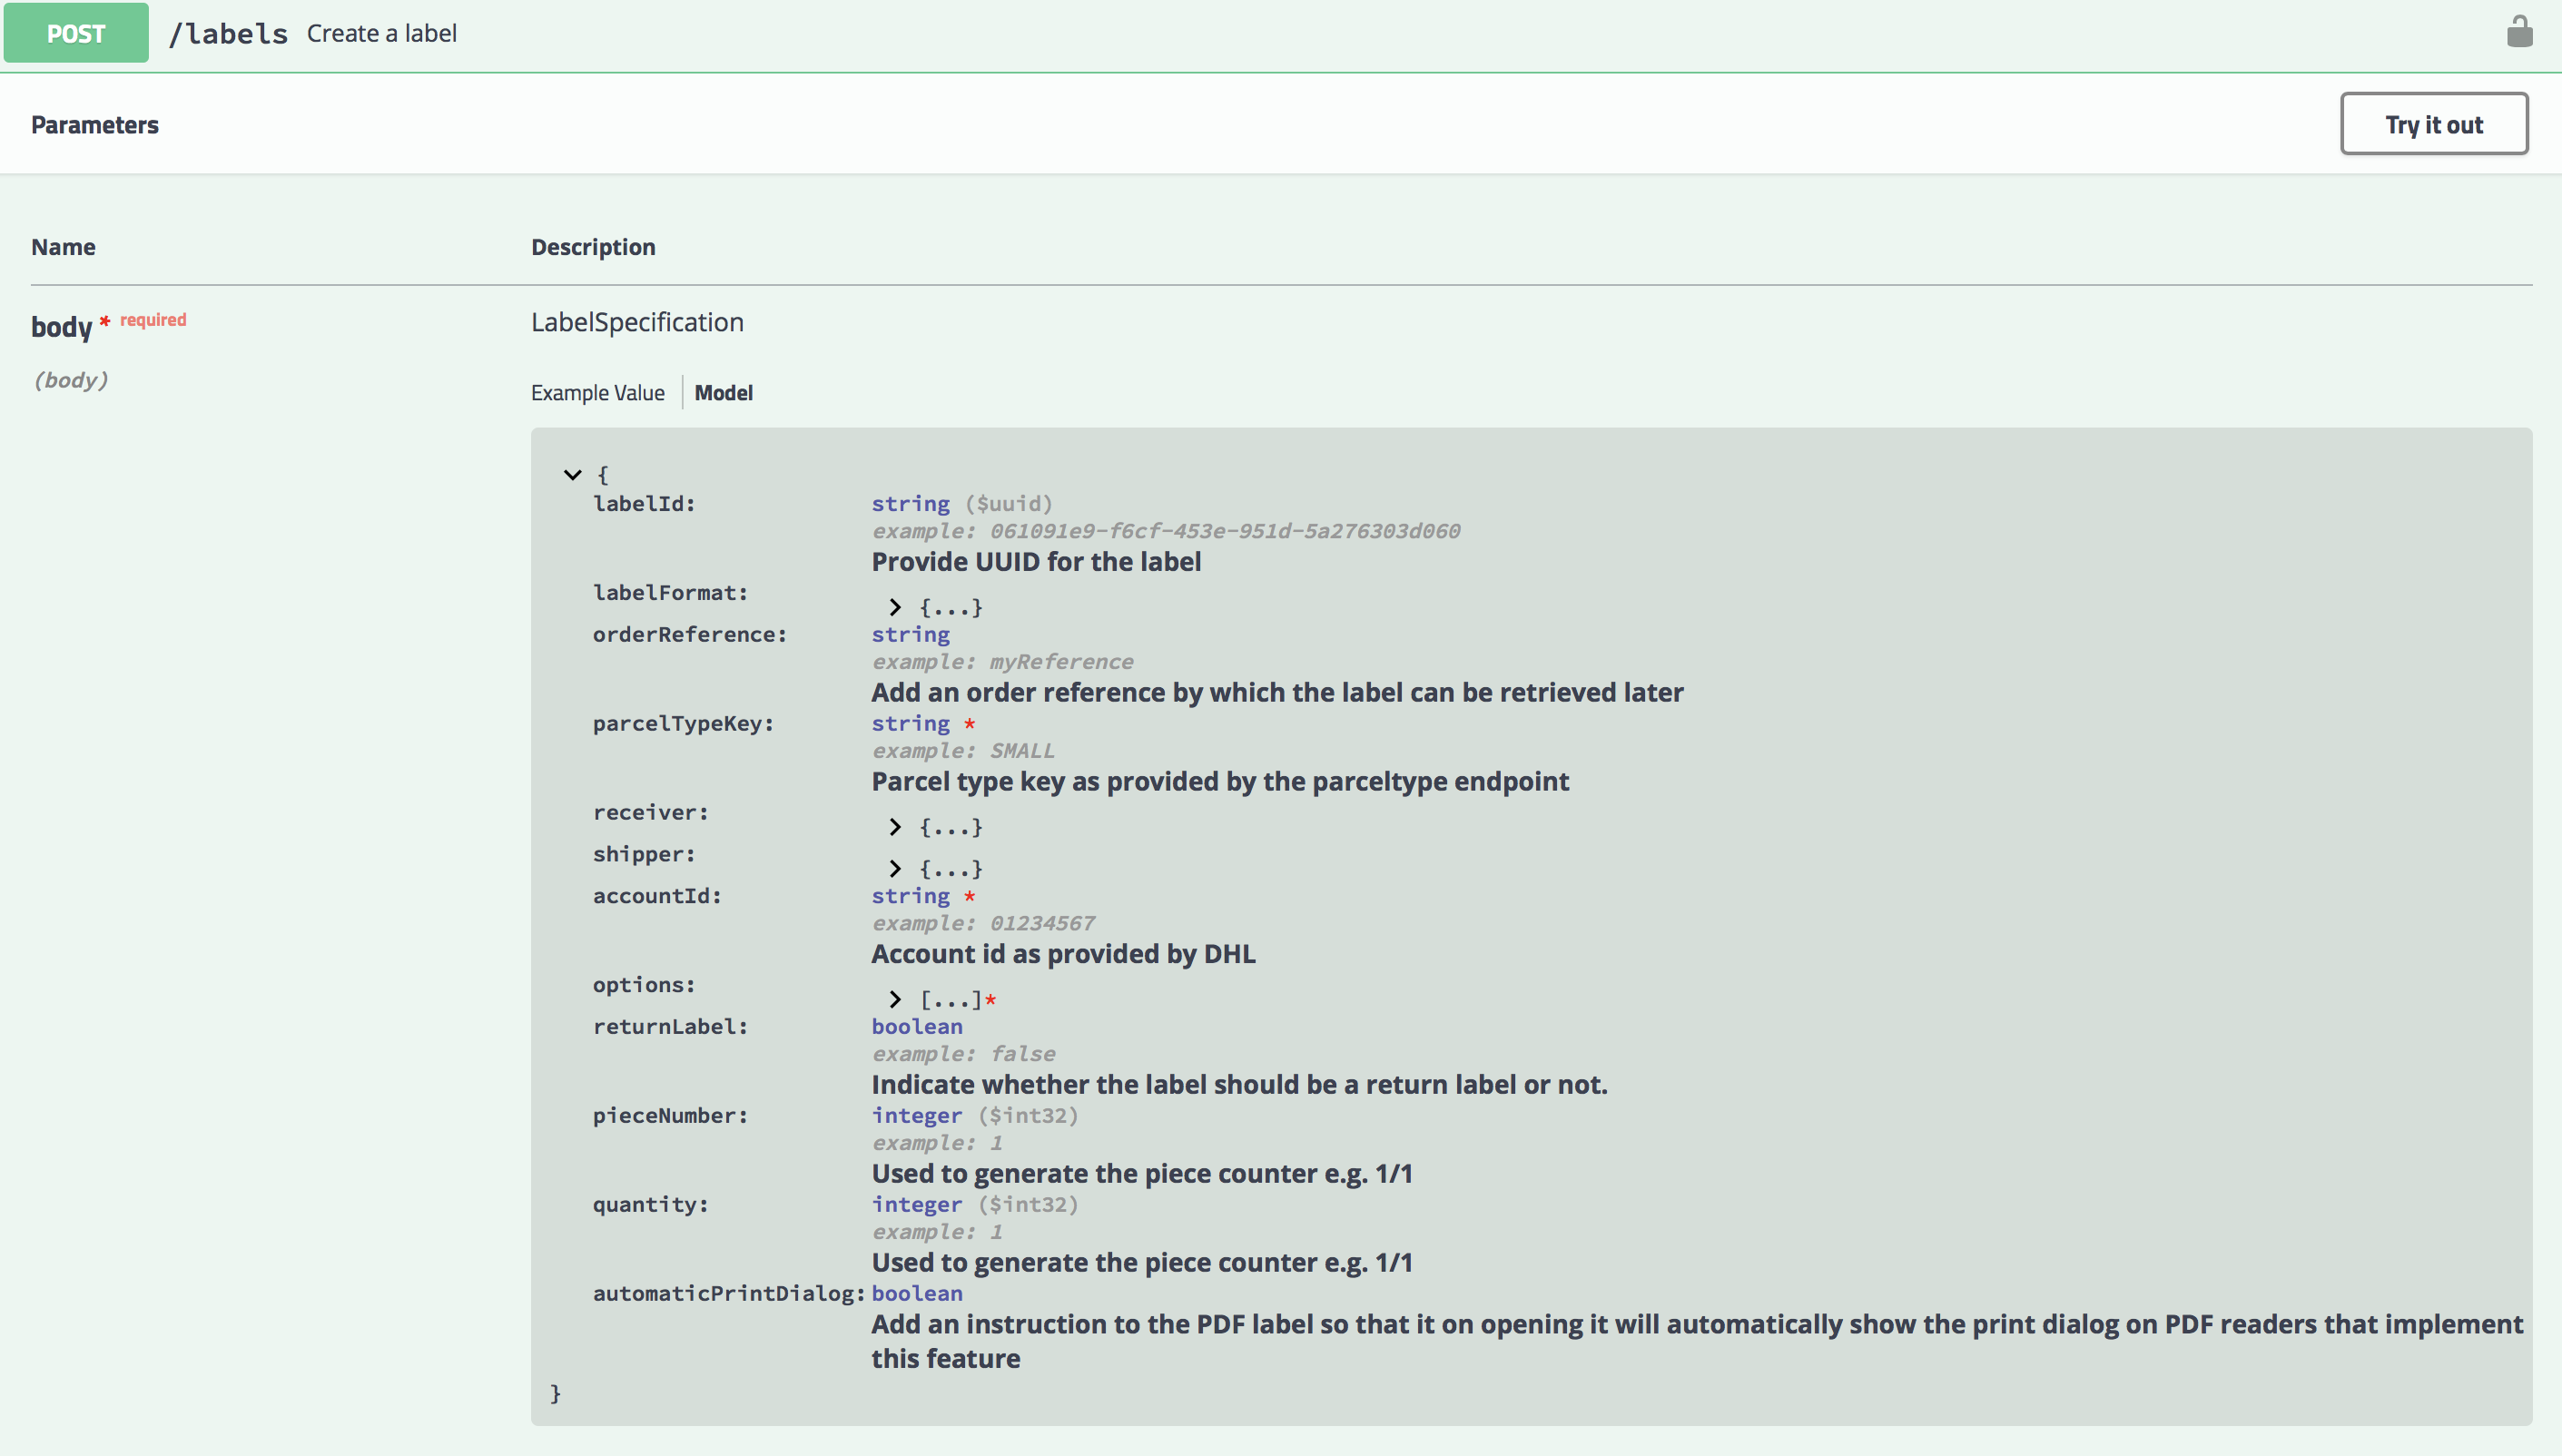 POST /labels Create a label
Parameters Try it out
Name Description
body * required LabelSpecification
(body)
Example Value Model
{
labelId: string ($uuid)
example: 061091e9-f6cf-453e-951d-5a276303d060
Provide UUID for the label
labelFormat: {...}
orderReference: string
example: myReference
Add an order reference by which the label can be retrieved later
parcelTypeKey: string *
example: SMALL
Parcel type key as provided by the parceltype endpoint
receiver: {...}
shipper: {...}
accountId: string *
example: 01234567
Account id as provided by DHL
options: [...]*
returnLabel: boolean
example: false
Indicate whether the label should be a return label or not.
pieceNumber: integer ($int32)
example: 1
Used to generate the piece counter e.g. 1/1
quantity: integer ($int32)
example: 1
Used to generate the piece counter e.g. 1/1
automaticPrintDialog: boolean
Add an instruction to the PDF label so that it on opening it will automatically show the print dialog on PDF readers that implement
this feature
}